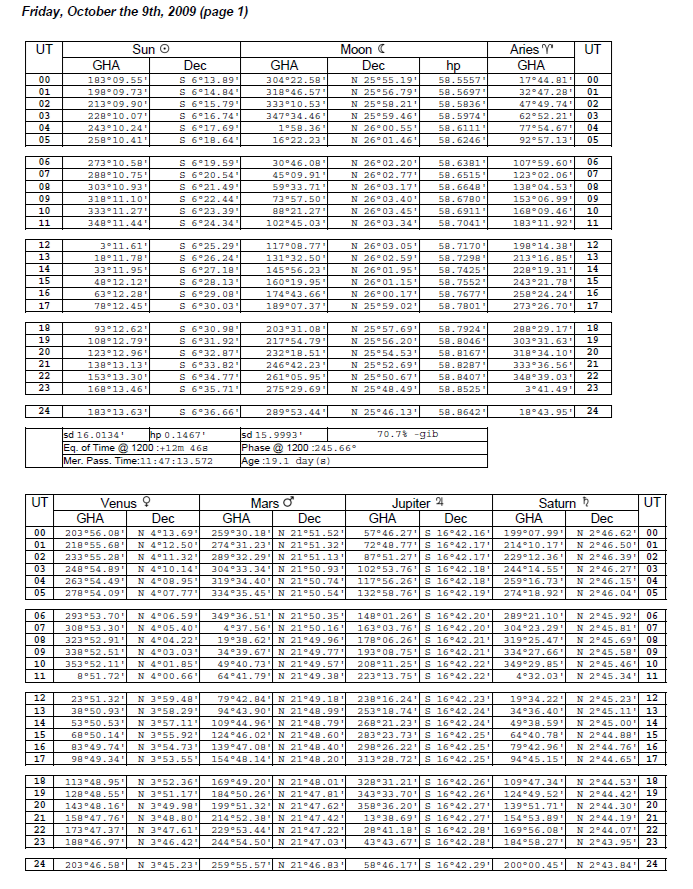 Friday, October the 9th, 2009 (page 1)
UT Sun ☉ Moon ☾ Aries ♈ UT
GHA Dec GHA Dec hp GHA
00 183°09.55' S 6°13.89' 304°22.58' N 25°55.19' 58.5557' 17°44.81' 00
01 198°09.73' S 6°14.84' 318°46.57' N 25°56.79' 58.5697' 32°47.28' 01
02 213°09.90' S 6°15.79' 333°10.53' N 25°58.21' 58.5836' 47°49.74' 02
03 228°10.07' S 6°16.74' 347°34.46' N 25°59.46' 58.5974' 62°52.21' 03
04 243°10.24' S 6°17.69' 1°58.36' N 26°00.55' 58.6111' 77°54.67' 04
05 258°10.41' S 6°18.64' 16°22.23' N 26°01.46' 58.6246' 92°57.13' 05
06 273°10.58' S 6°19.59' 30°46.08' N 26°02.20' 58.6381' 107°59.60' 06
07 288°10.75' S 6°20.54' 45°09.91' N 26°02.77' 58.6515' 123°02.06' 07
08 303°10.93' S 6°21.49' 59°33.71' N 26°03.17' 58.6648' 138°04.53' 08
09 318°11.10' S 6°22.44' 73°57.50' N 26°03.40' 58.6780' 153°06.99' 09
10 333°11.27' S 6°23.39' 88°21.27' N 26°03.45' 58.6911' 168°09.46' 10
11 348°11.44' S 6°24.34' 102°45.03' N 26°03.34' 58.7041' 183°11.92' 11
12 3°11.61' S 6°25.29' 117°08.77' N 26°03.05' 58.7170' 198°14.38' 12
13 18°11.78' S 6°26.24' 131°32.50' N 26°02.59' 58.7298' 213°16.85' 13
14 33°11.95' S 6°27.18' 145°56.23' N 26°01.95' 58.7425' 228°19.31' 14
15 48°12.12' S 6°28.13' 160°19.95' N 26°01.15' 58.7552' 243°21.78' 15
16 63°12.28' S 6°29.08' 174°43.66' N 26°00.17' 58.7677' 258°24.24' 16
17 78°12.45' S 6°30.03' 189°07.37' N 25°59.02' 58.7801' 273°26.70' 17
18 93°12.62' S 6°30.98' 203°31.08' N 25°57.69' 58.7924' 288°29.17' 18
19 108°12.79' S 6°31.92' 217°54.79' N 25°56.20' 58.8046' 303°31.63' 19
20 123°12.96' S 6°32.87' 232°18.51' N 25°54.53' 58.8167' 318°34.10' 20
21 138°13.13' S 6°33.82' 246°42.23' N 25°52.69' 58.8287' 333°36.56' 21
22 153°13.30' S 6°34.77' 261°05.95' N 25°50.67' 58.8407' 348°39.03' 22
23 168°13.46' S 6°35.71' 275°29.69' N 25°48.49' 58.8525' 3°41.49' 23
24 183°13.63' S 6°36.66' 289°53.44' N 25°46.13' 58.8642' 18°43.95' 24
sd 16.0134' hp 0.1467' sd 15.9993' 70.7% -gib
Eq. of Time @ 1200 :+12m 46s Phase @ 1200 :245.66°
Mer. Pass. Time:11:47:13.572 Age :19.1 day(s)
UT Venus ♀ Mars ♂ Jupiter ♃ Saturn ♄ UT
GHA Dec GHA Dec GHA Dec GHA Dec
00 203°56.08' N 4°13.69' 259°30.18' N 21°51.52' 57°46.27' S 16°42.16' 199°07.99' N 2°46.62' 00
01 218°55.68' N 4°12.50' 274°31.23' N 21°51.32' 72°48.77' S 16°42.17' 214°10.17' N 2°46.50' 01
02 233°55.28' N 4°11.32' 289°32.29' N 21°51.13' 87°51.27' S 16°42.17' 229°12.36' N 2°46.39' 02
03 248°54.89' N 4°10.14' 304°33.34' N 21°50.93' 102°53.76' S 16°42.18' 244°14.55' N 2°46.27' 03
04 263°54.49' N 4°08.95' 319°34.40' N 21°50.74' 117°56.26' S 16°42.18' 259°16.73' N 2°46.15' 04
05 278°54.09' N 4°07.77' 334°35.45' N 21°50.54' 132°58.76' S 16°42.19' 274°18.92' N 2°46.04' 05
06 293°53.70' N 4°06.59' 349°36.51' N 21°50.35' 148°01.26' S 16°42.20' 289°21.10' N 2°45.92' 06
07 308°53.30' N 4°05.40' 4°37.56' N 21°50.16' 163°03.76' S 16°42.20' 304°23.29' N 2°45.81' 07
08 323°52.91' N 4°04.22' 19°38.62' N 21°49.96' 178°06.26' S 16°42.21' 319°25.47' N 2°45.69' 08
09 338°52.51' N 4°03.03' 34°39.67' N 21°49.77' 193°08.75' S 16°42.21' 334°27.66' N 2°45.58' 09
10 353°52.11' N 4°01.85' 49°40.73' N 21°49.57' 208°11.25' S 16°42.22' 349°29.85' N 2°45.46' 10
11 8°51.72' N 4°00.66' 64°41.79' N 21°49.38' 223°13.75' S 16°42.22' 4°32.03' N 2°45.34' 11
12 23°51.32' N 3°59.48' 79°42.84' N 21°49.18' 238°16.24' S 16°42.23' 19°34.22' N 2°45.23' 12
13 38°50.93' N 3°58.29' 94°43.90' N 21°48.99' 253°18.74' S 16°42.24' 34°36.40' N 2°45.11' 13
14 53°50.53' N 3°57.11' 109°44.96' N 21°48.79' 268°21.23' S 16°42.24' 49°38.59' N 2°45.00' 14
15 68°50.14' N 3°55.92' 124°46.02' N 21°48.60' 283°23.73' S 16°42.25' 64°40.78' N 2°44.88' 15
16 83°49.74' N 3°54.73' 139°47.08' N 21°48.40' 298°26.22' S 16°42.25' 79°42.96' N 2°44.76' 16
17 98°49.34' N 3°53.55' 154°48.14' N 21°48.20' 313°28.72' S 16°42.25' 94°45.15' N 2°44.65' 17
18 113°48.95' N 3°52.36' 169°49.20' N 21°48.01' 328°31.21' S 16°42.26' 109°47.34' N 2°44.53' 18
19 128°48.55' N 3°51.17' 184°50.26' N 21°47.81' 343°33.70' S 16°42.26' 124°49.52' N 2°44.42' 19
20 143°48.16' N 3°49.98' 199°51.32' N 21°47.62' 358°36.20' S 16°42.27' 139°51.71' N 2°44.30' 20
21 158°47.76' N 3°48.80' 214°52.38' N 21°47.42' 13°38.69' S 16°42.27' 154°53.89' N 2°44.19' 21
22 173°47.37' N 3°47.61' 229°53.44' N 21°47.22' 28°41.18' S 16°42.28' 169°56.08' N 2°44.07' 22
23 188°46.97' N 3°46.42' 244°54.50' N 21°47.03' 43°43.67' S 16°42.28' 184°58.27' N 2°43.95' 23
24 203°46.58' N 3°45.23' 259°55.57' N 21°46.83' 58°46.17' S 16°42.29' 200°00.45' N 2°43.84' 24